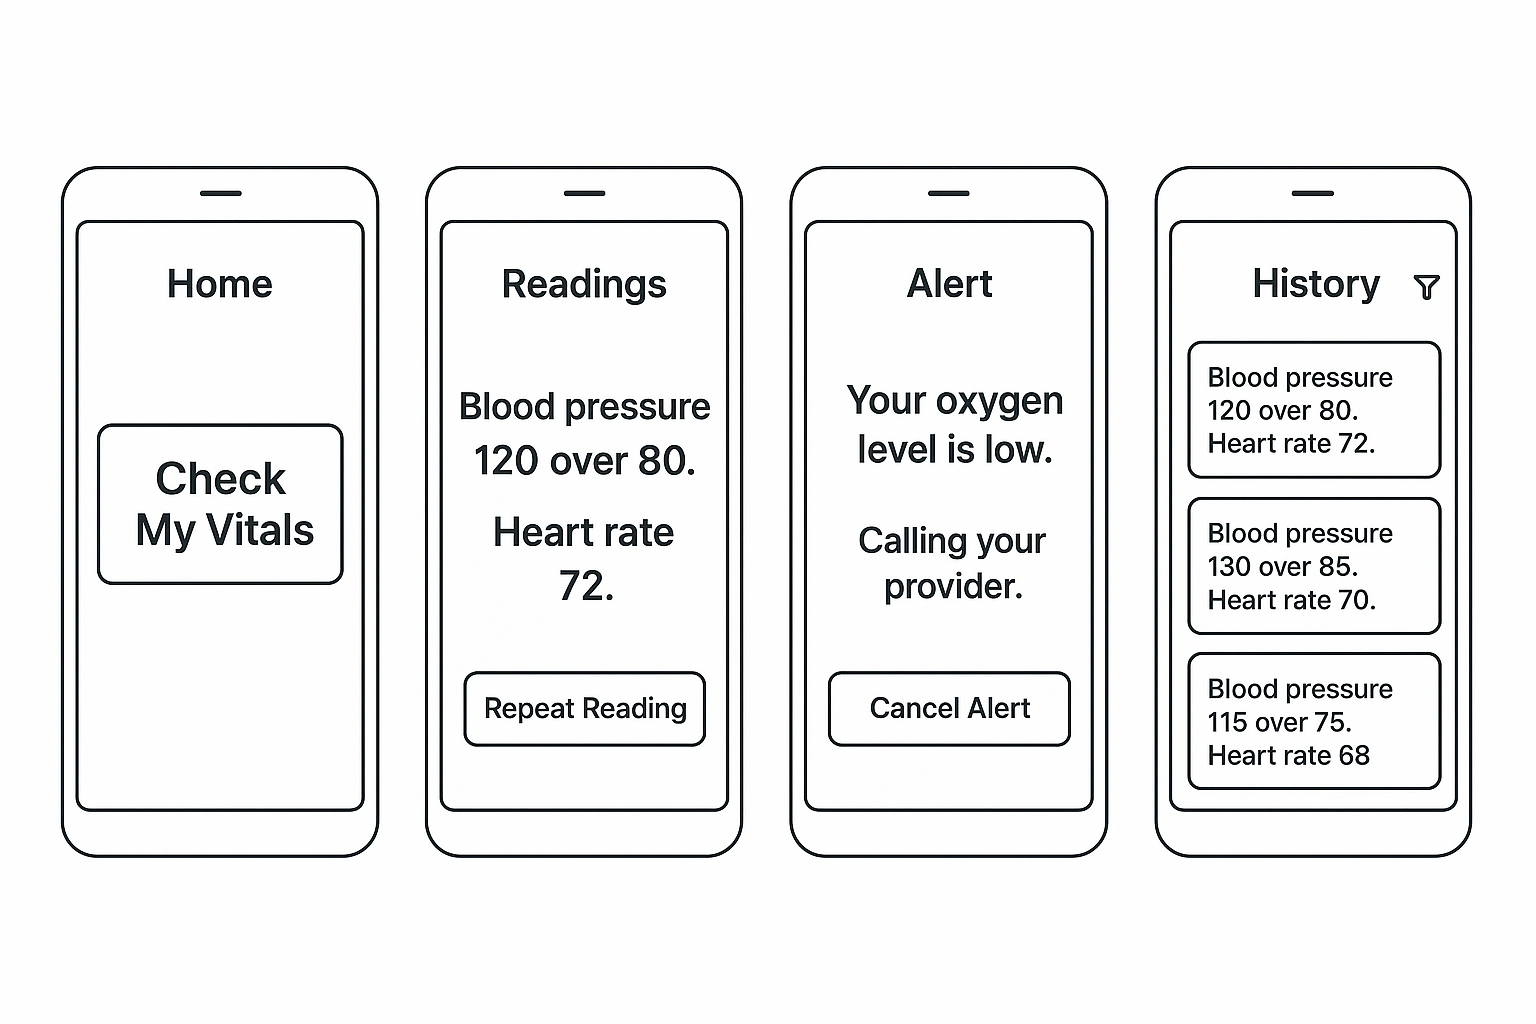 Home
Check
My Vitals
Readings
Blood pressure
120 over 80.
Heart rate
72.
Repeat Reading
Alert
Your oxygen
level is low.
Calling your
provider.
Cancel Alert
History
Blood pressure
120 over 80.
Heart rate 72.
Blood pressure
130 over 85.
Heart rate 70.
Blood pressure
115 over 75.
Heart rate 68